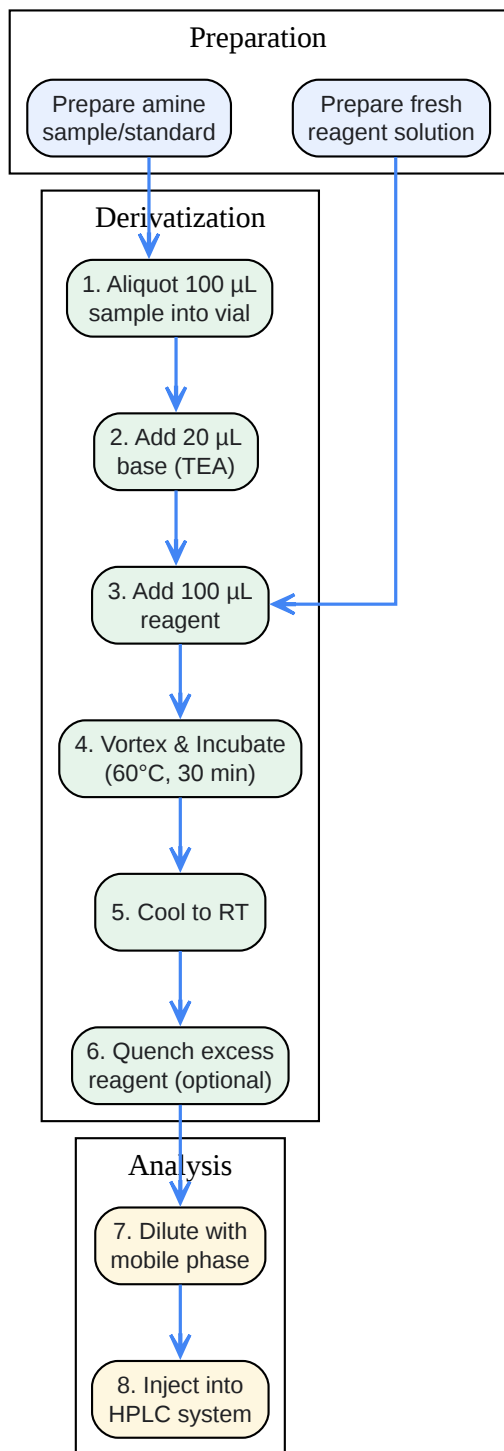 Preparation
Prepare amine
sample/standard
Prepare fresh
reagent solution
Derivatization
1. Aliquot 100 µL
sample into vial
2. Add 20 µL
base (TEA)
3. Add 100 µL
reagent
4. Vortex & Incubate
(60°C, 30 min)
5. Cool to RT
6. Quench excess
reagent (optional)
Analysis
7. Dilute with
mobile phase
8. Inject into
HPLC system